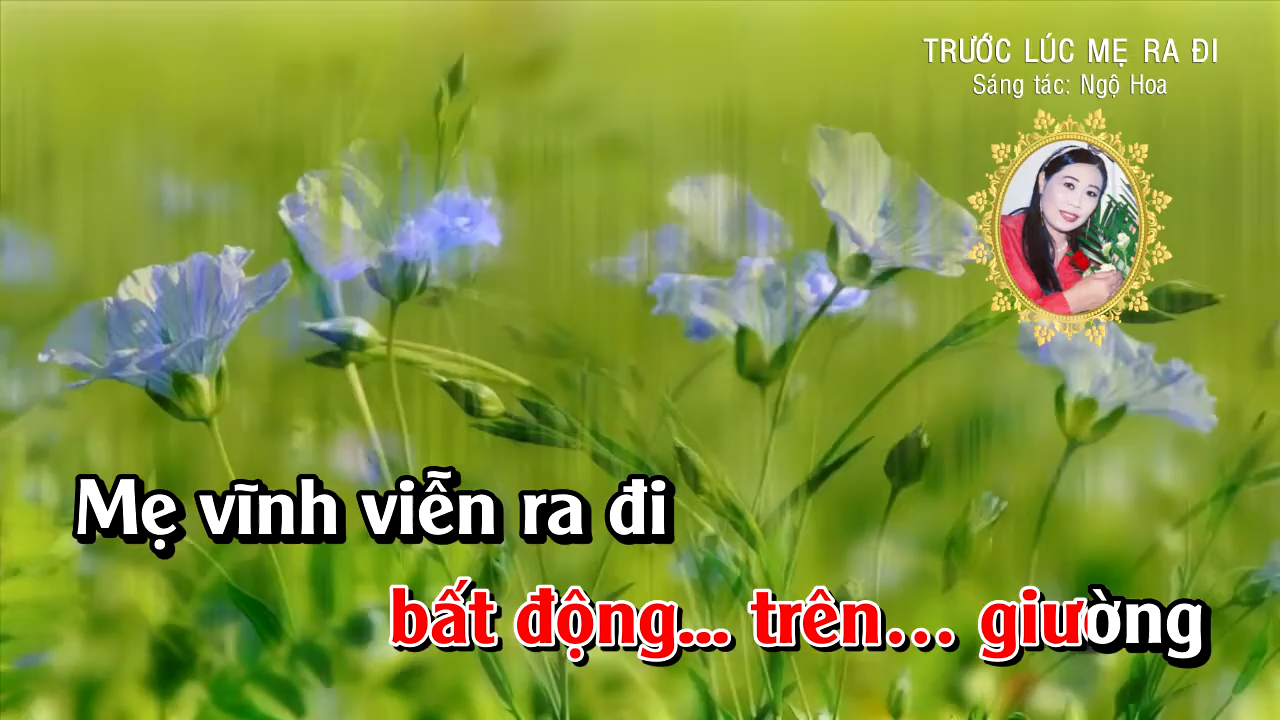 TRƯỚC LÚC MẸ RA ĐI
Sáng tác: Ngộ Hoa
Mẹ vĩnh viễn ra đi
bất động... trên... giường